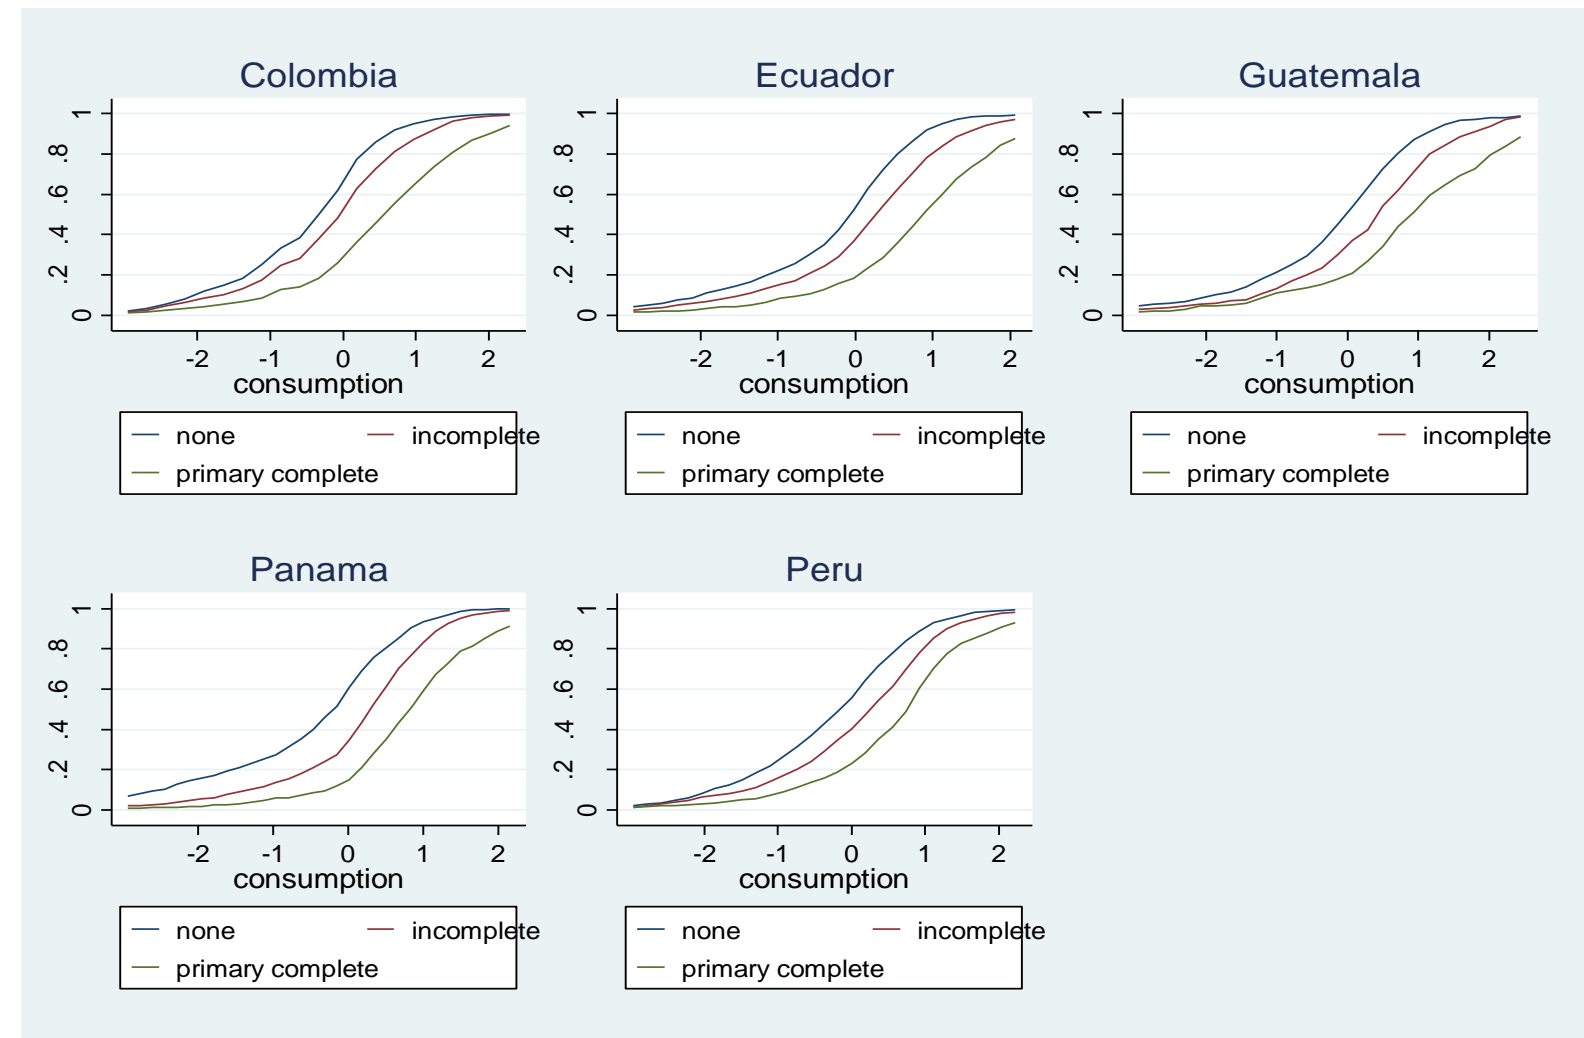 Colombia
Ecuador
Guatemala
1
.8
.6
.4
.2
0
-2 -1 0 1 2
consumption
none incomplete
primary complete
1
.8
.6
.4
.2
0
-2 -1 0 1 2
consumption
none incomplete
primary complete
1
.8
.6
.4
.2
0
-2 -1 0 1 2
consumption
none incomplete
primary complete
Panama
Peru
1
.8
.6
.4
.2
0
-2 -1 0 1 2
consumption
none incomplete
primary complete
1
.8
.6
.4
.2
0
-2 -1 0 1 2
consumption
none incomplete
primary complete